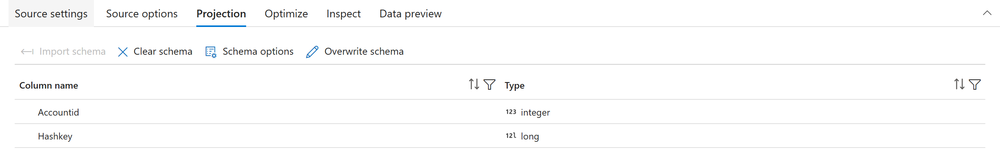 Source settings Source options Projection Optimize Inspect Data preview
Import schema Clear schema Schema options Overwrite schema
Column name Type
Accountid 123 integer
Hashkey 12l long